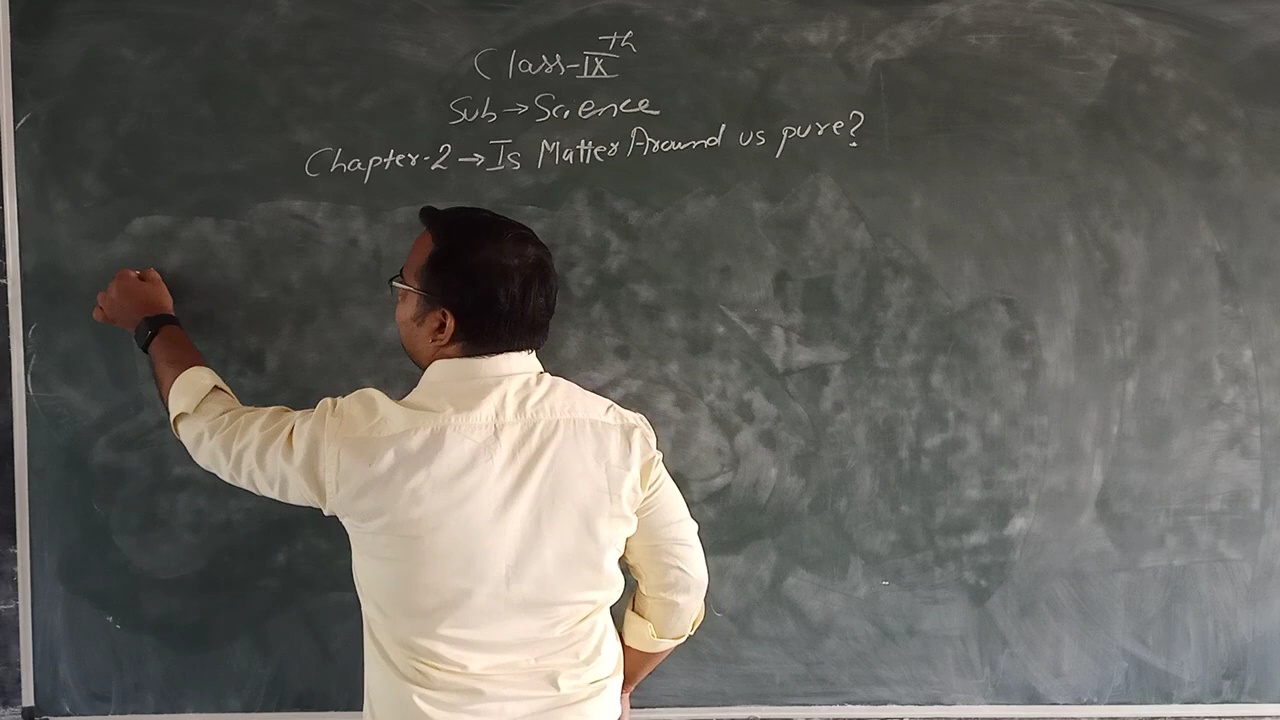 Class-IXth
Sub→Science
Chapter-2→Is Matter Around us pure?